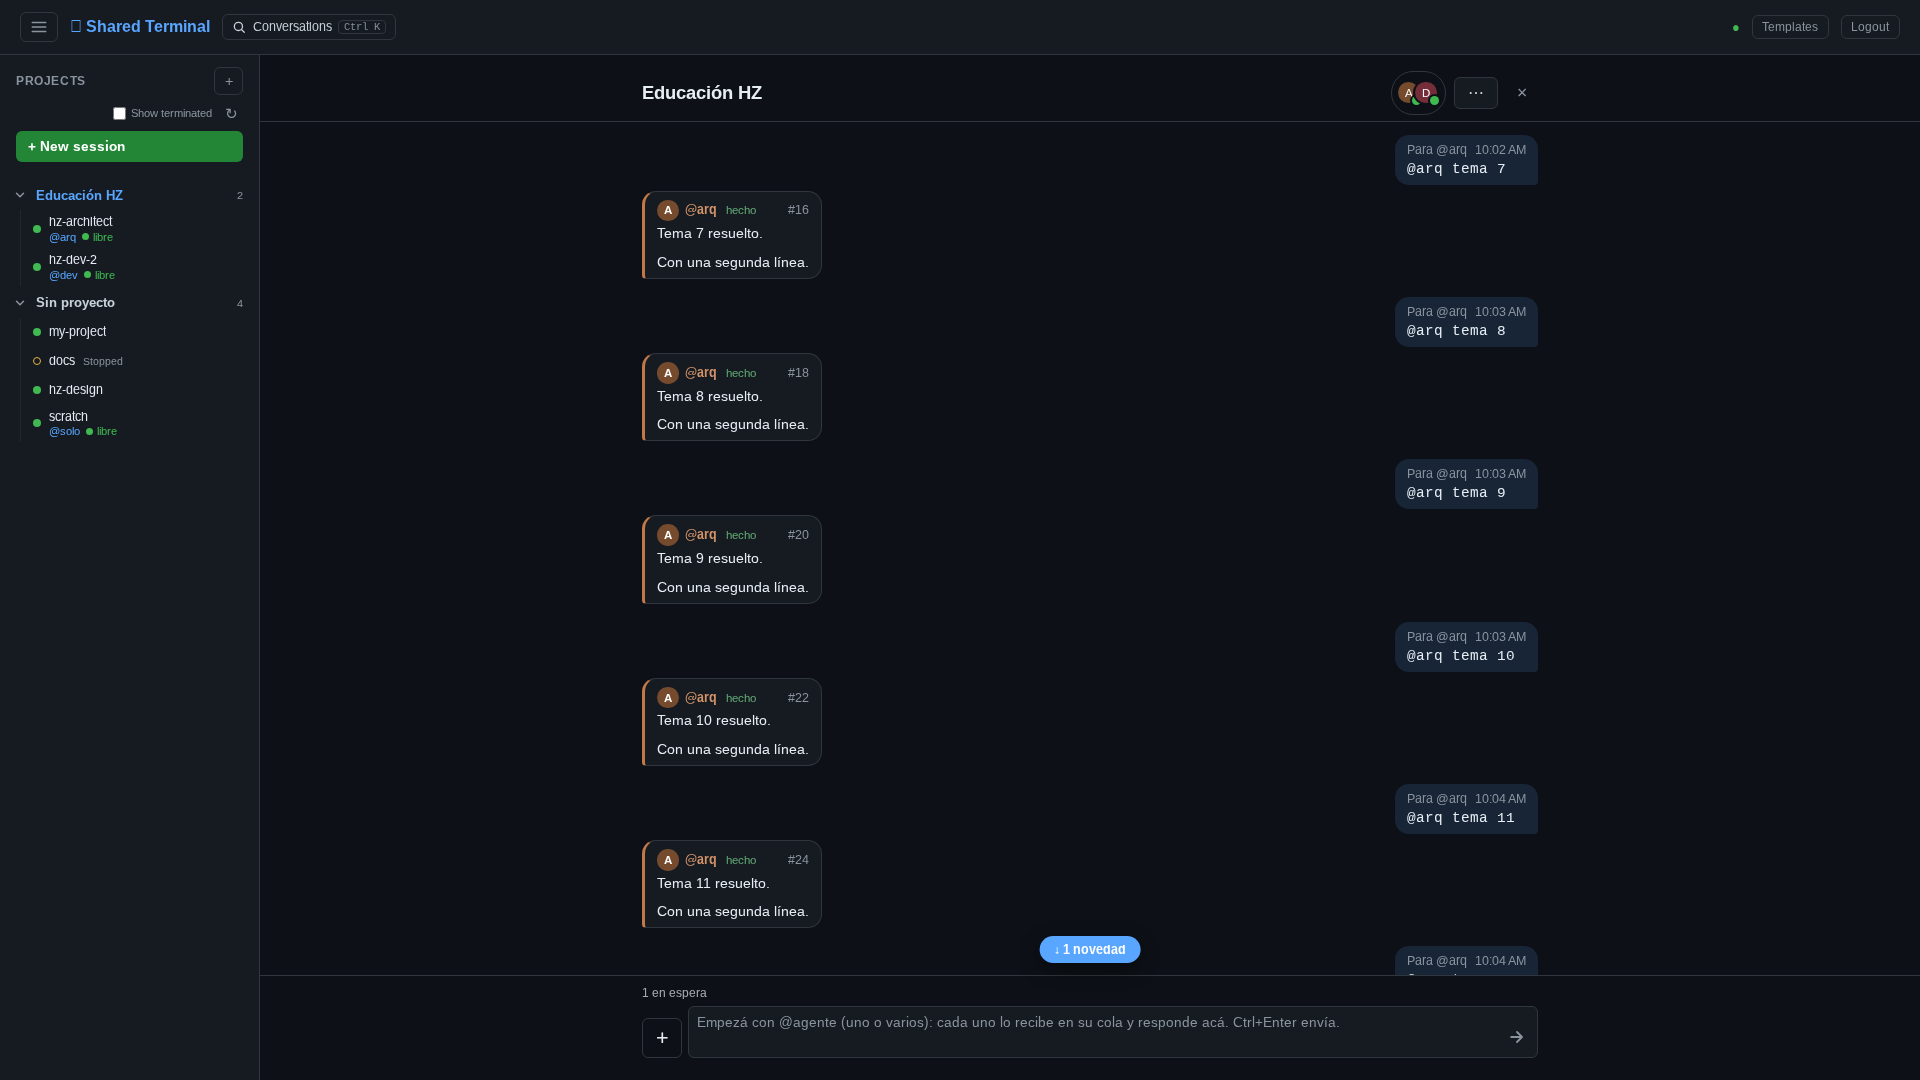 Shared Terminal
Conversations Ctrl K
Templates
Logout
PROJECTS
+
Show terminated ↻
+ New session
Educación HZ 2
hz-architect
@arq libre
hz-dev-2
@dev libre
Sin proyecto 4
my-project
docs Stopped
hz-design
scratch
@solo libre
Educación HZ
A D ⋯ ×
Para @arq 10:02 AM
@arq tema 7
A @arq hecho #16
Tema 7 resuelto.
Con una segunda línea.
Para @arq 10:03 AM
@arq tema 8
A @arq hecho #18
Tema 8 resuelto.
Con una segunda línea.
Para @arq 10:03 AM
@arq tema 9
A @arq hecho #20
Tema 9 resuelto.
Con una segunda línea.
Para @arq 10:03 AM
@arq tema 10
A @arq hecho #22
Tema 10 resuelto.
Con una segunda línea.
Para @arq 10:04 AM
@arq tema 11
A @arq hecho #24
Tema 11 resuelto.
Con una segunda línea.
↓ 1 novedad
Para @arq 10:04 AM
1 en espera
+
Empezá con @agente (uno o varios): cada uno lo recibe en su cola y responde acá. Ctrl+Enter envía.